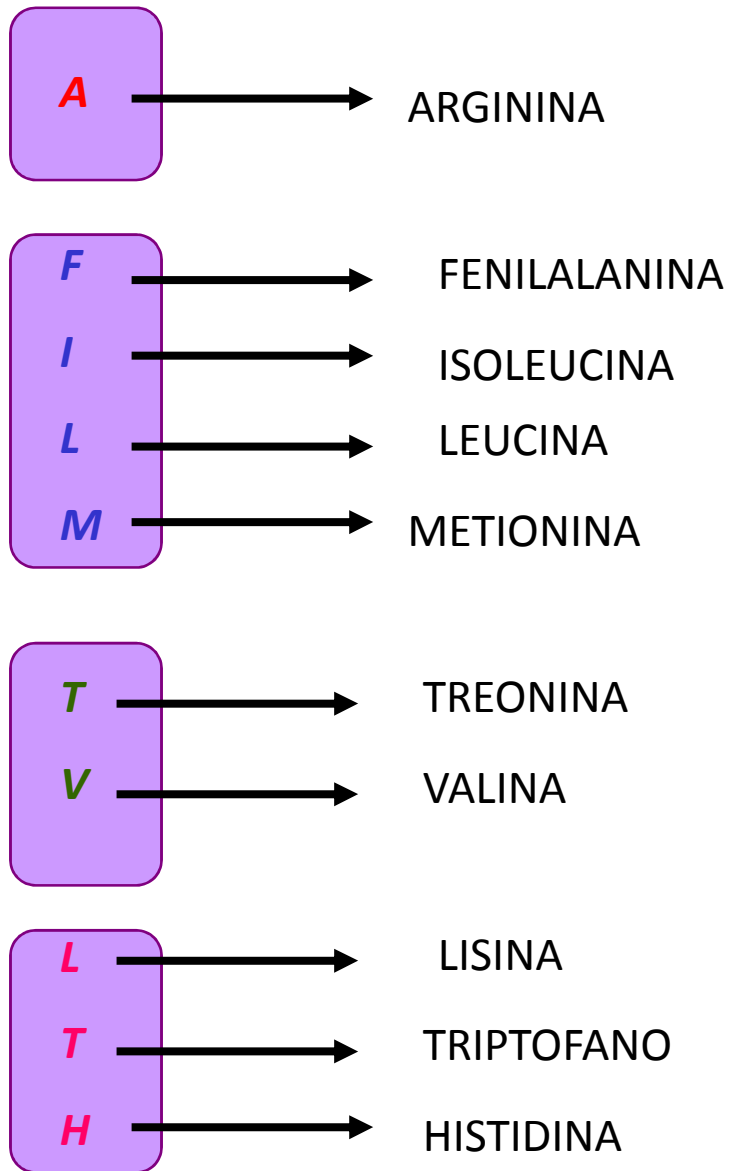 A ARGININA
F FENILALANINA
I ISOLEUCINA
L LEUCINA
M METIONINA
T TREONINA
V VALINA
L LISINA
T TRIPTOFANO
H HISTIDINA